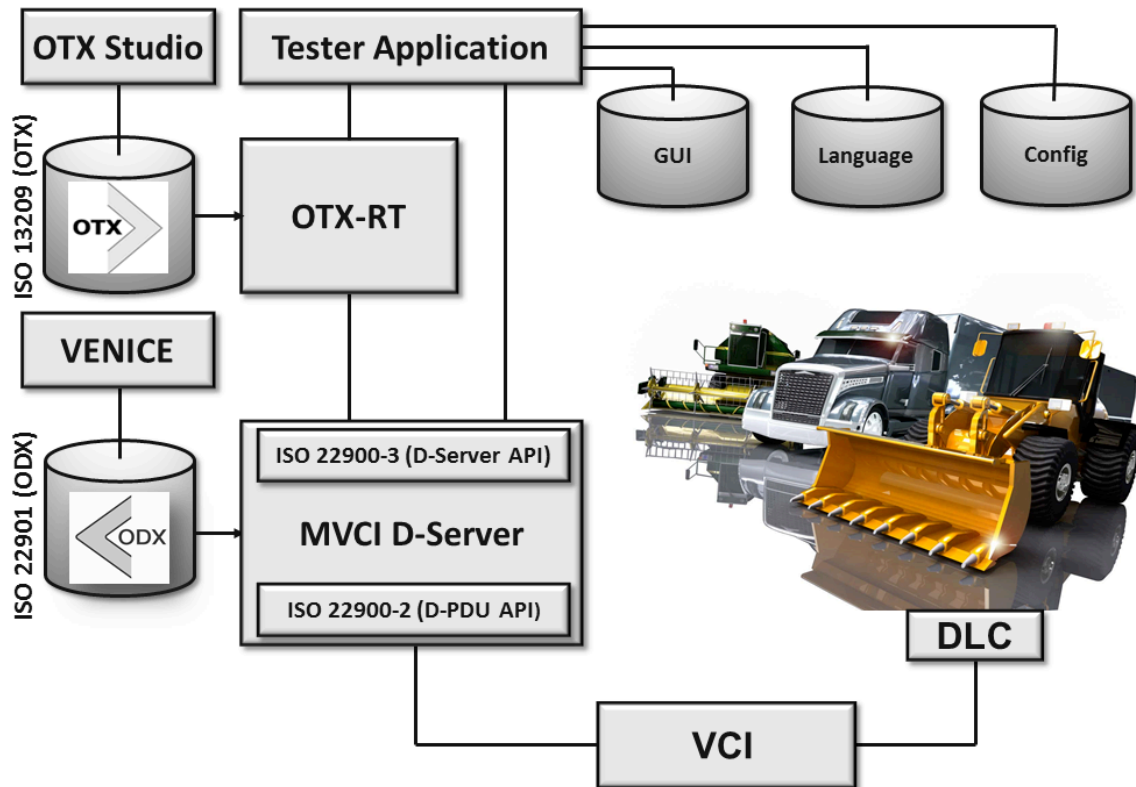 OTX Studio
Tester Application
ISO 13209 (OTX)
OTX
OTX-RT
GUI
Language
Config
VENICE
ISO 22901 (ODX)
ODX
ISO 22900-3 (D-Server API)
MVCI D-Server
ISO 22900-2 (D-PDU API)
DLC
VCI